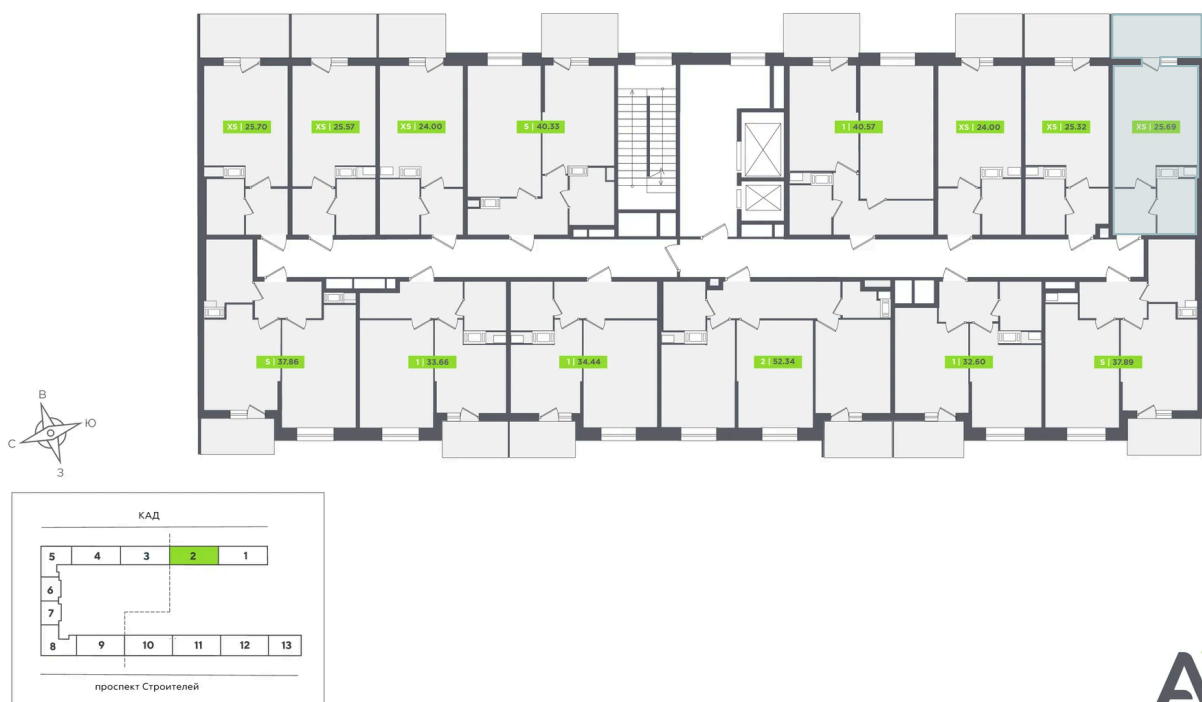 XS | 25.70
XS | 25.57
XS | 24.00
S | 40.33
1 | 40.57
XS | 24.00
XS | 25.32
XS | 25.69
S | 37.86
1 | 33.66
1 | 34.44
2 | 52.34
1 | 32.60
S | 37.89
В
Ю
С
З
КАД
5 4 3 2 1
6
7
8 9 10 11 12 13
проспект Строителей